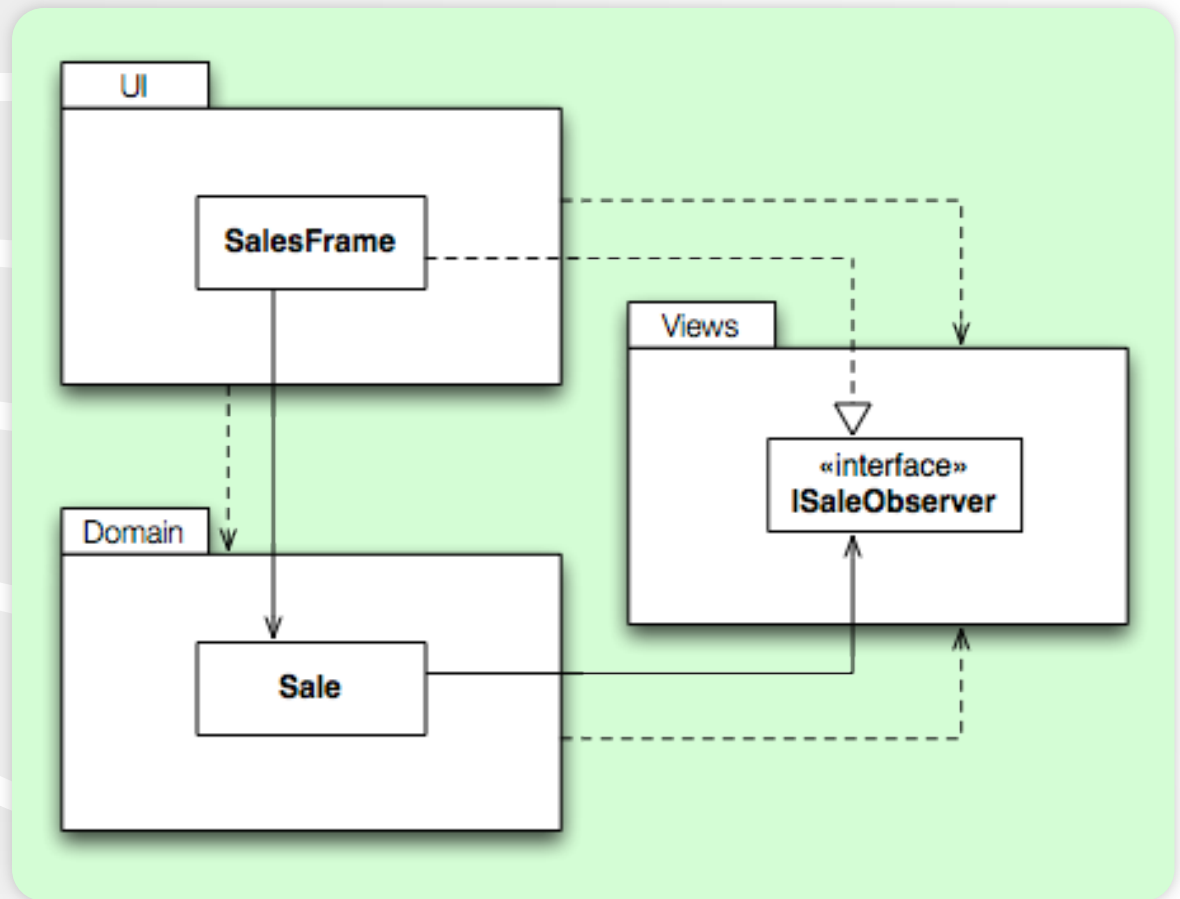 UI
SalesFrame
Views
«interface»
ISaleObserver
Domain
Sale